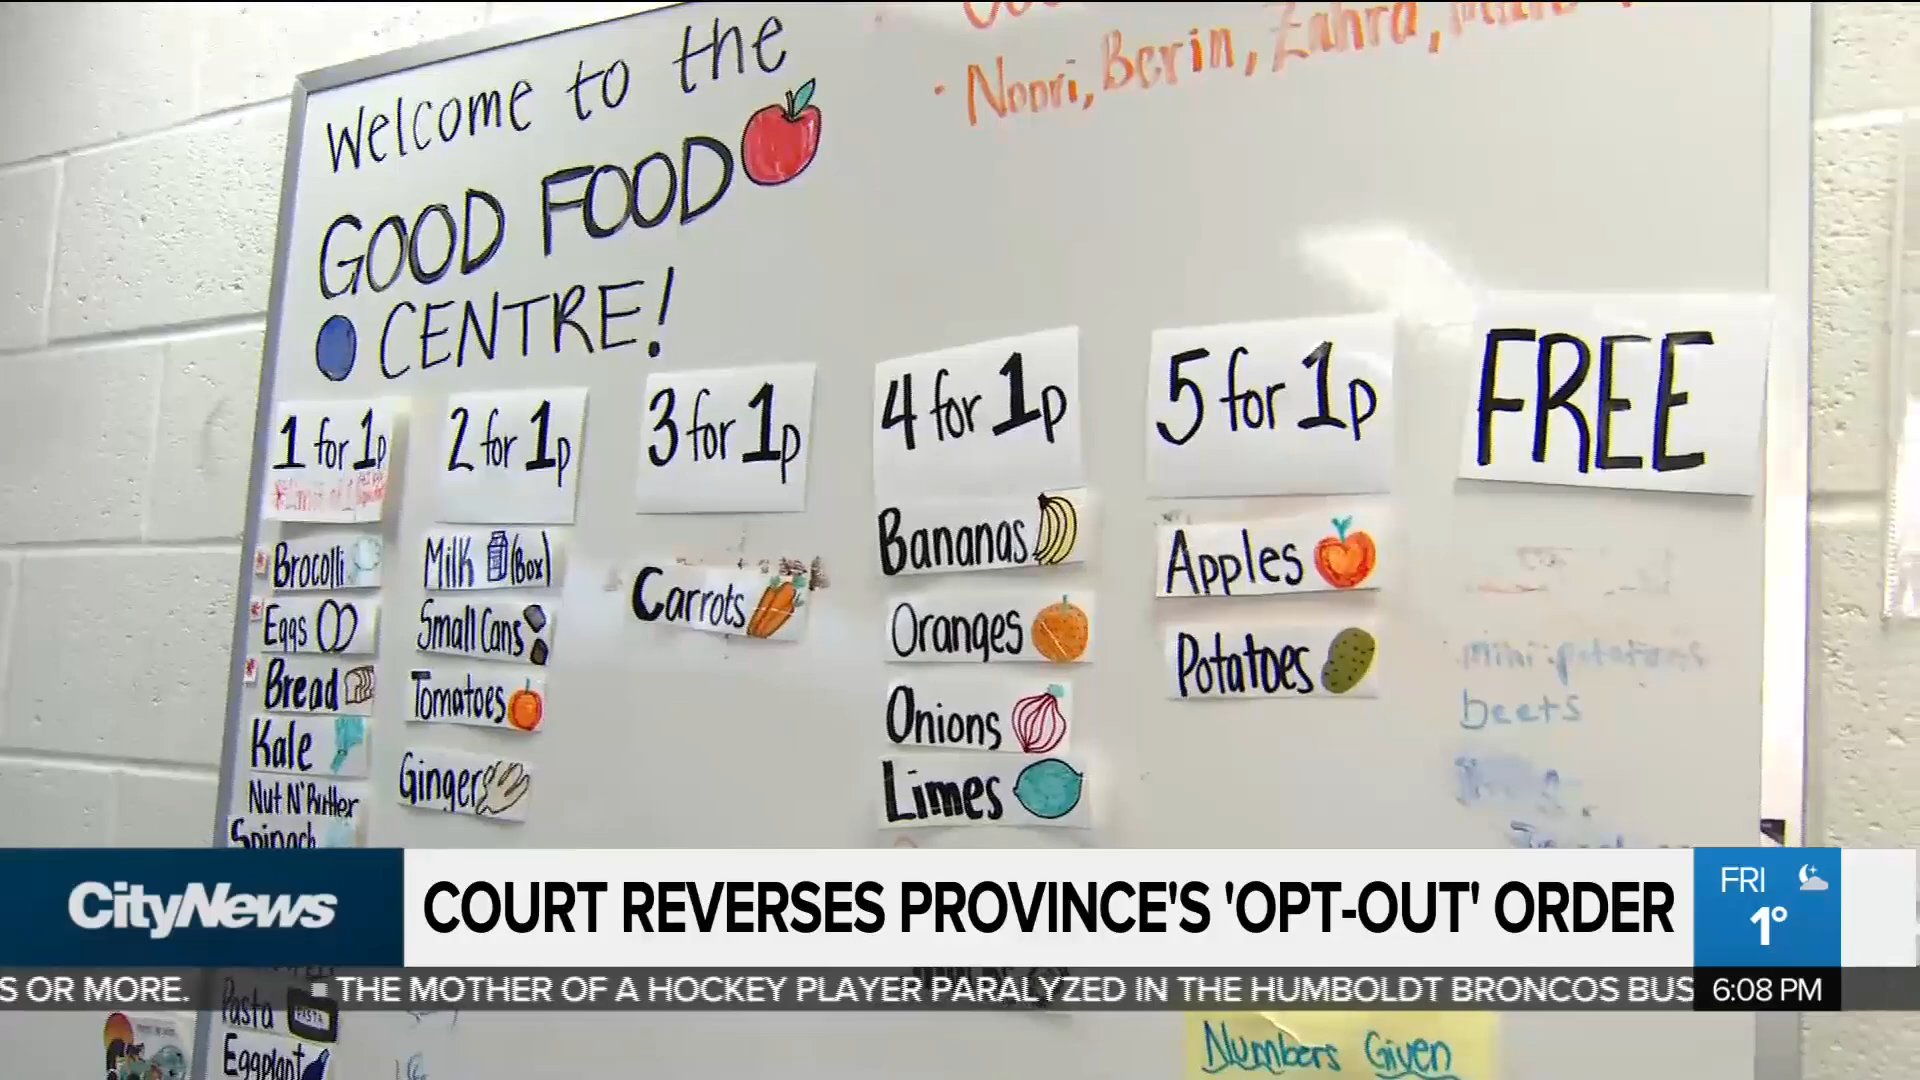 Welcome to the
GOOD FOOD
CENTRE!
Noori, Berin, Zahra,
1 for 1p
Brocolli
Eggs
Bread
Kale
Nut N' Butter
Spinach
Pasta
PASTA
Eggplant
2 for 1p
Milk (Box)
Small Cans
Tomatoes
Ginger
3 for 1p
Carrots
4 for 1p
Bananas
Oranges
Onions
Limes
5 for 1p
Apples
Potatoes
FREE
mini potatoes
beets
Numbers Given
CityNews
COURT REVERSES PROVINCE'S 'OPT-OUT' ORDER
FRI
1°
S OR MORE. THE MOTHER OF A HOCKEY PLAYER PARALYZED IN THE HUMBOLDT BRONCOS BUS
6:08 PM